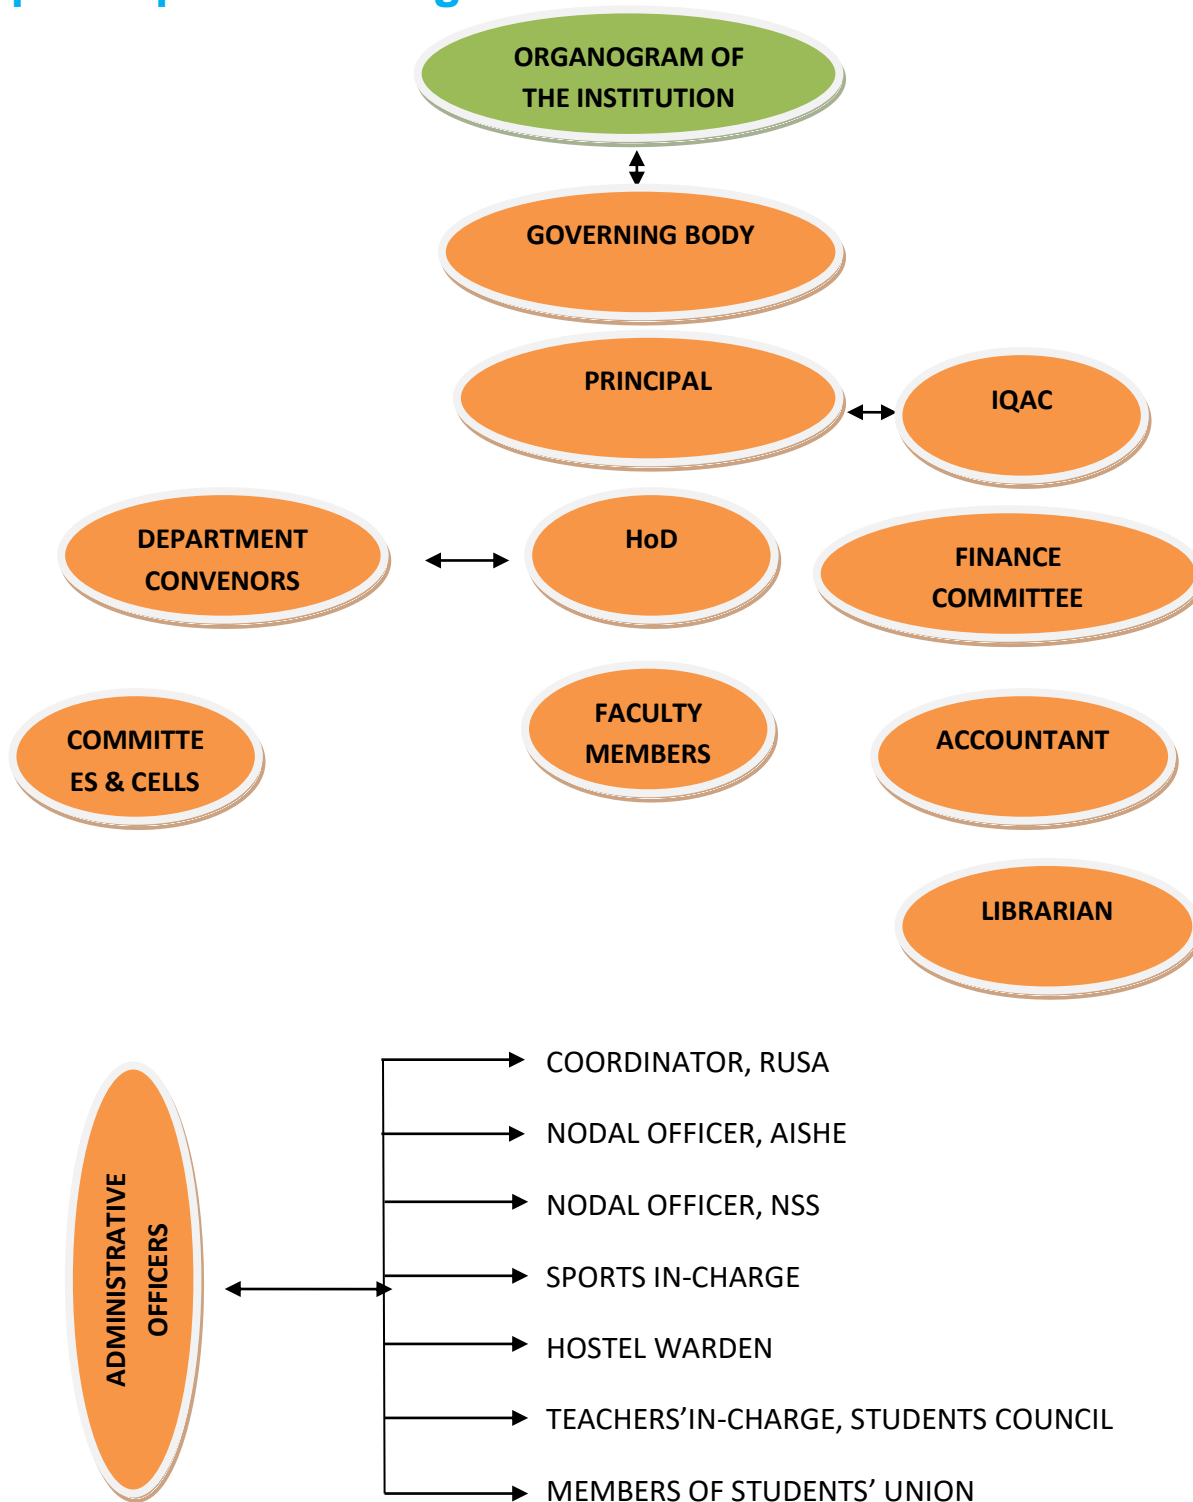 ORGANOGRAM OF
THE INSTITUTION
GOVERNING BODY
PRINCIPAL
IQAC
DEPARTMENT
CONVENORS
HoD
FINANCE
COMMITTEE
COMMITTE
ES & CELLS
FACULTY
MEMBERS
ACCOUNTANT
LIBRARIAN
ADMINISTRATIVE
OFFICERS
COORDINATOR, RUSA
NODAL OFFICER, AISHE
NODAL OFFICER, NSS
SPORTS IN-CHARGE
HOSTEL WARDEN
TEACHERS’IN-CHARGE, STUDENTS COUNCIL
MEMBERS OF STUDENTS’ UNION